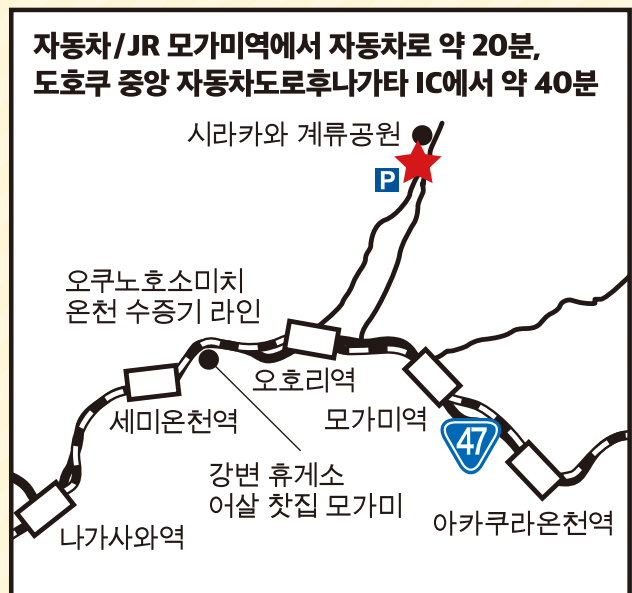 자동차/JR 모가미역에서 자동차로 약 20분,
도호쿠 중앙 자동차도로후나가타 IC에서 약 40분
시라카와 계류공원
P
오쿠노호소미치
온천 수증기 라인
오호리역
세미온천역
모가미역
47
강변 휴게소
어살 찻집 모가미
아카쿠라온천역
나가사와역